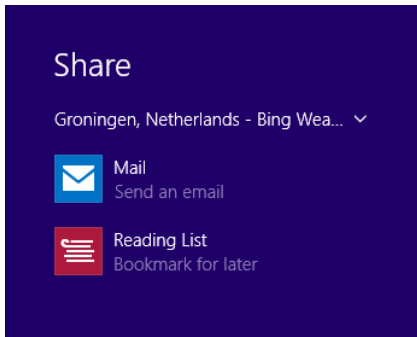 Share
Groningen, Netherlands - Bing Wea...
Mail
Send an email
Reading List
Bookmark for later